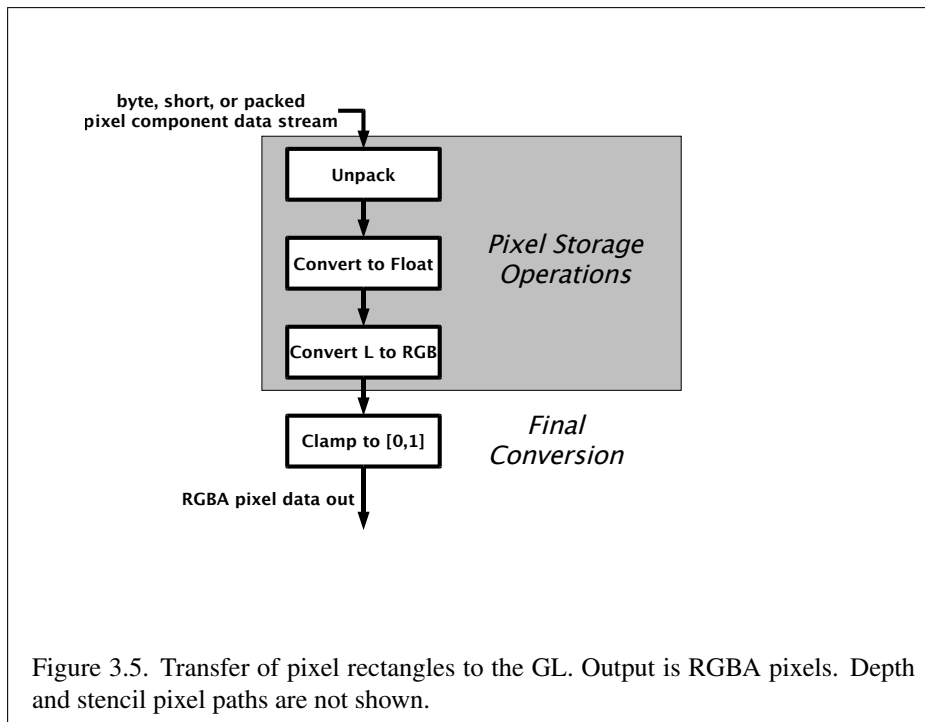 byte, short, or packed
pixel component data stream
Unpack
Convert to Float
Pixel Storage
Operations
Convert L to RGB
Clamp to [0,1]
Final
Conversion
RGBA pixel data out
Figure 3.5. Transfer of pixel rectangles to the GL. Output is RGBA pixels. Depth
and stencil pixel paths are not shown.